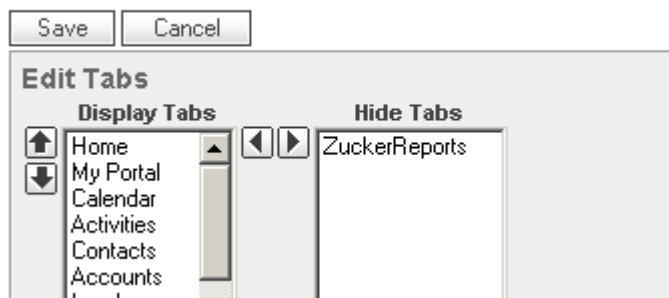 Save Cancel
Edit Tabs
Display Tabs Hide Tabs
Home ZuckerReports
My Portal
Calendar
Activities
Contacts
Accounts